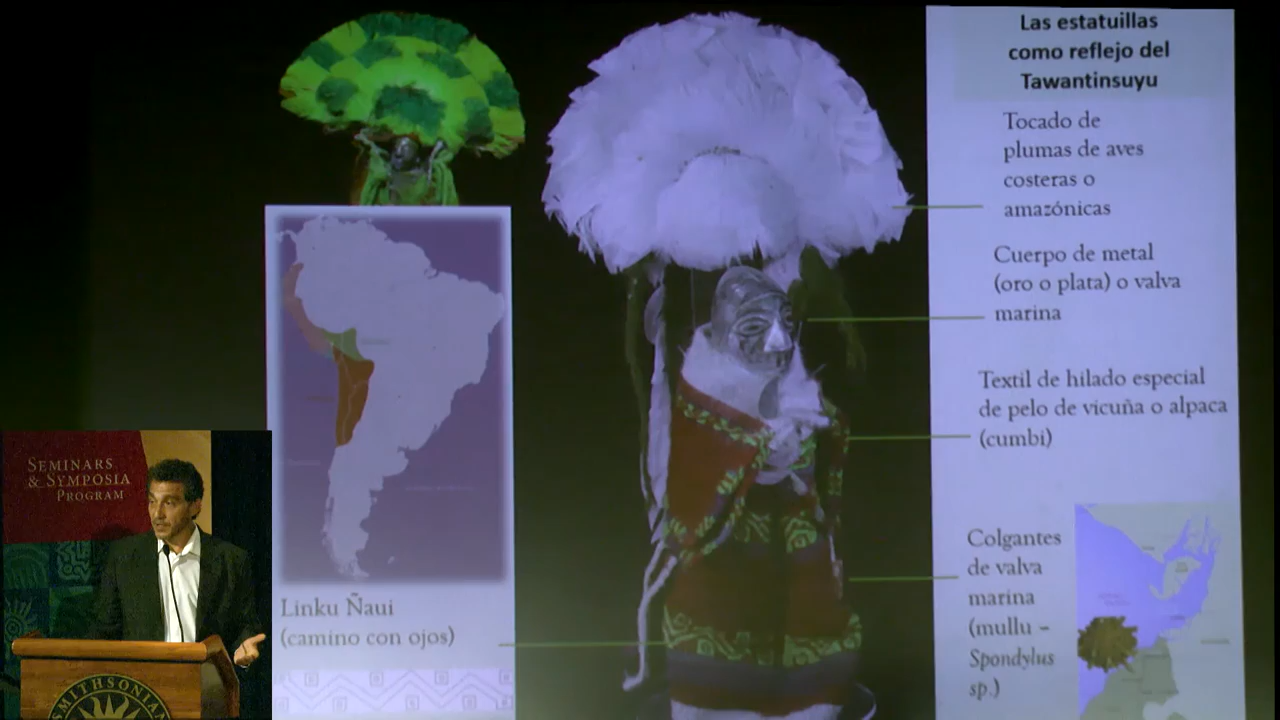 Las estatuillas
como reflejo del
Tawantinsuyu
Tocado de
plumas de aves
costeras o
amazónicas
Cuerpo de metal
(oro o plata) o valva
marina
Textil de hilado especial
de pelo de vicuña o alpaca
(cumbi)
Colgantes
de valva
marina
(mullu –
Spondylus
sp.)
Linku Ñaui
(camino con ojos)
SEMINARS
& SYMPOSIA
PROGRAM
SMITHSONIAN